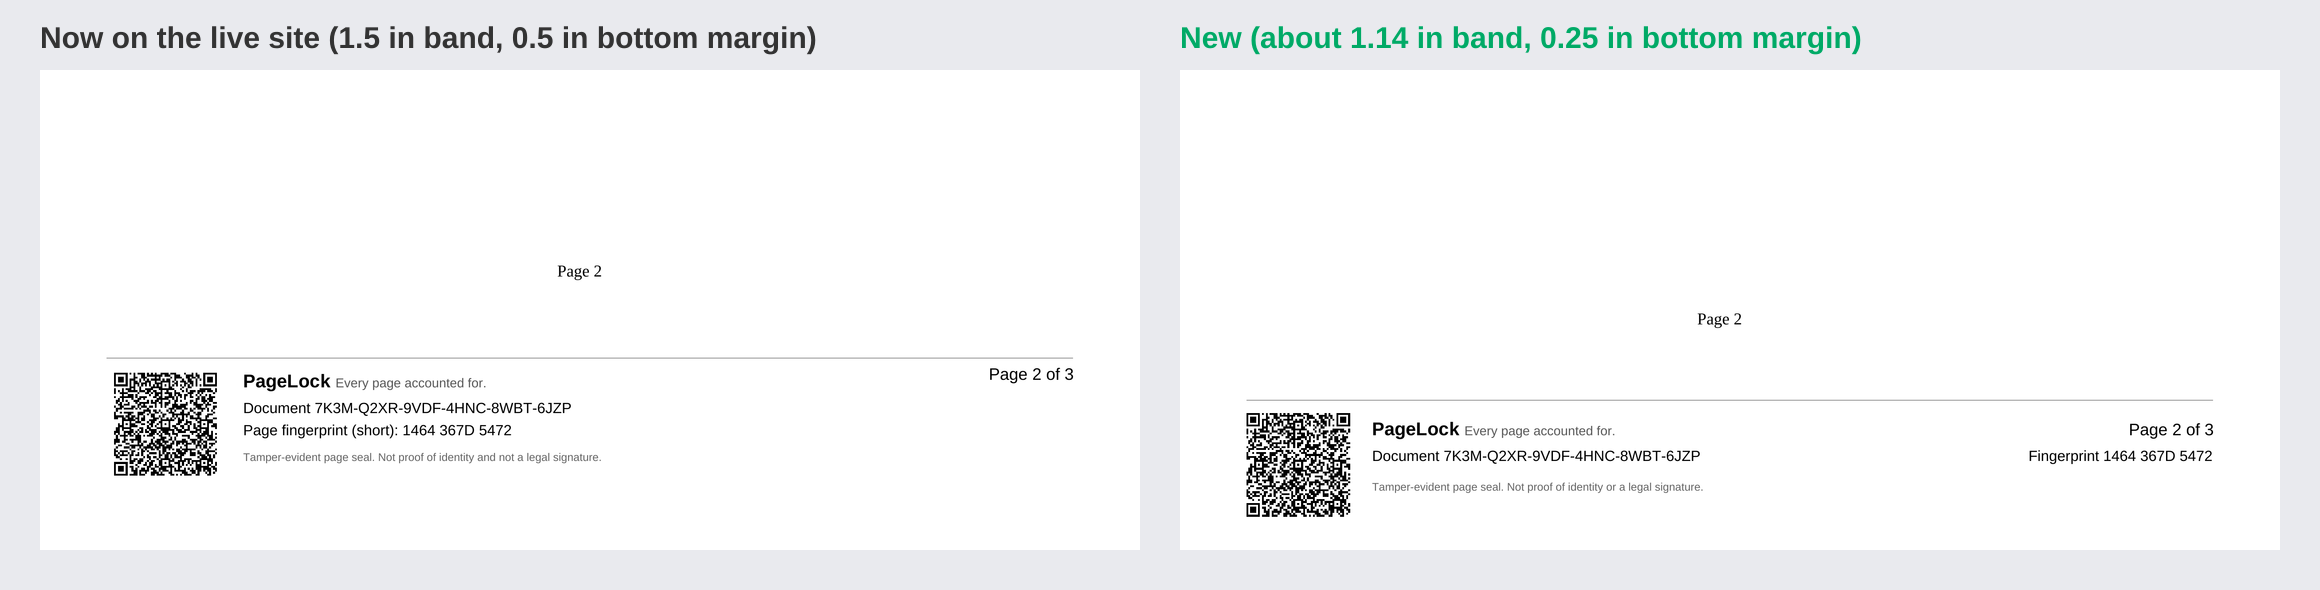 Now on the live site (1.5 in band, 0.5 in bottom margin)
Page 2
PageLock Every page accounted for.
Page 2 of 3
Document 7K3M-Q2XR-9VDF-4HNC-8WBT-6JZP
Page fingerprint (short): 1464 367D 5472
Tamper-evident page seal. Not proof of identity and not a legal signature.
New (about 1.14 in band, 0.25 in bottom margin)
Page 2
PageLock Every page accounted for.
Page 2 of 3
Document 7K3M-Q2XR-9VDF-4HNC-8WBT-6JZP
Fingerprint 1464 367D 5472
Tamper-evident page seal. Not proof of identity or a legal signature.